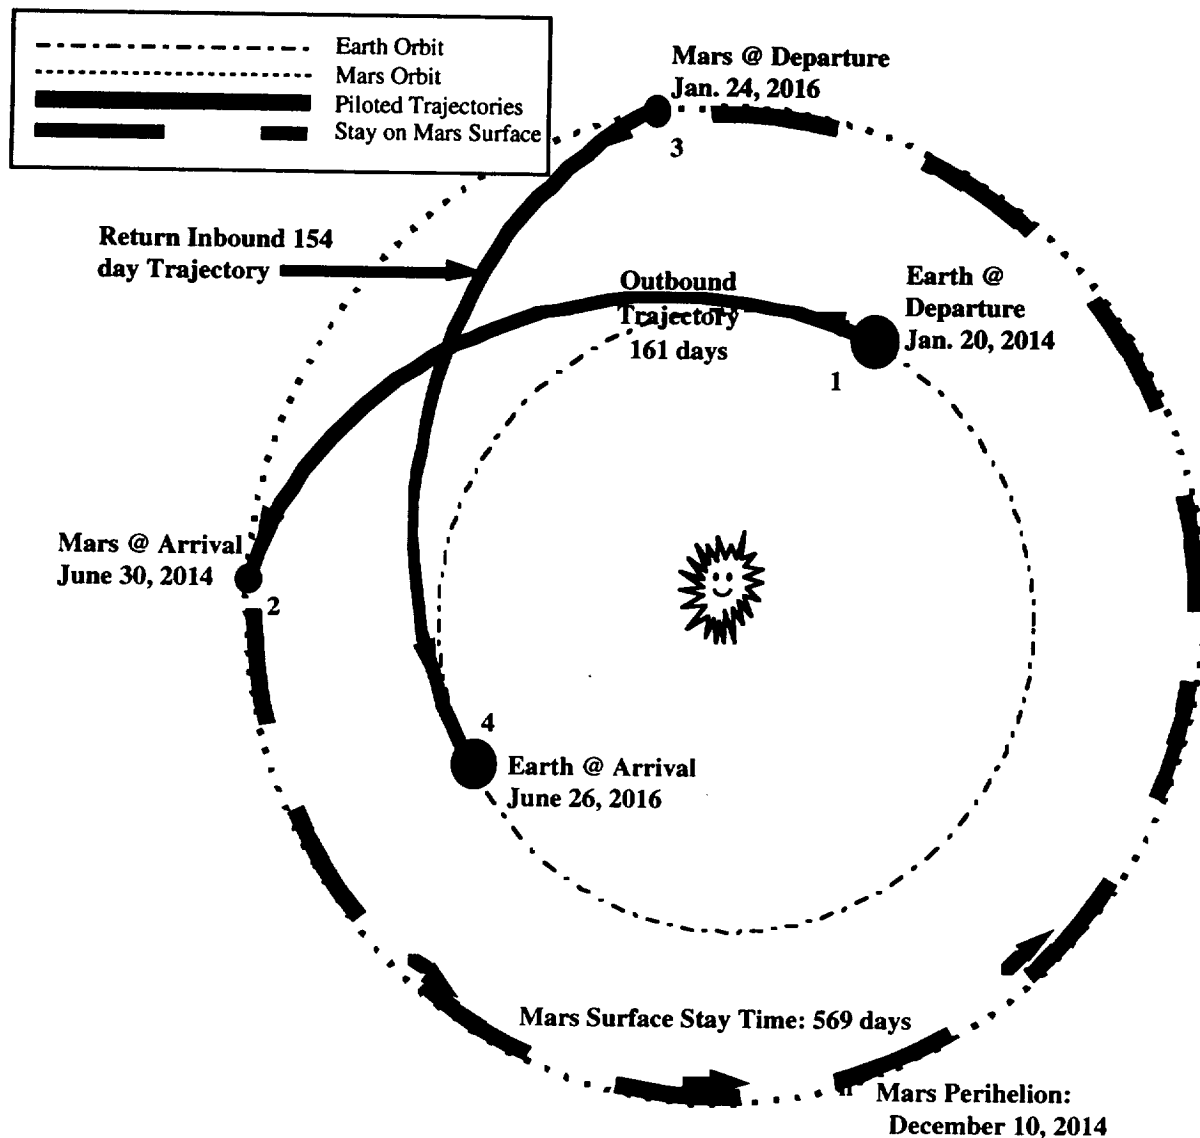 Earth Orbit
Mars Orbit
Piloted Trajectories
Stay on Mars Surface
Mars @ Departure
Jan. 24, 2016
3
Return Inbound 154
day Trajectory
Outbound
Trajectory
161 days
Earth @
Departure
Jan. 20, 2014
1
Mars @ Arrival
June 30, 2014
2
4
Earth @ Arrival
June 26, 2016
Mars Surface Stay Time: 569 days
Mars Perihelion:
December 10, 2014